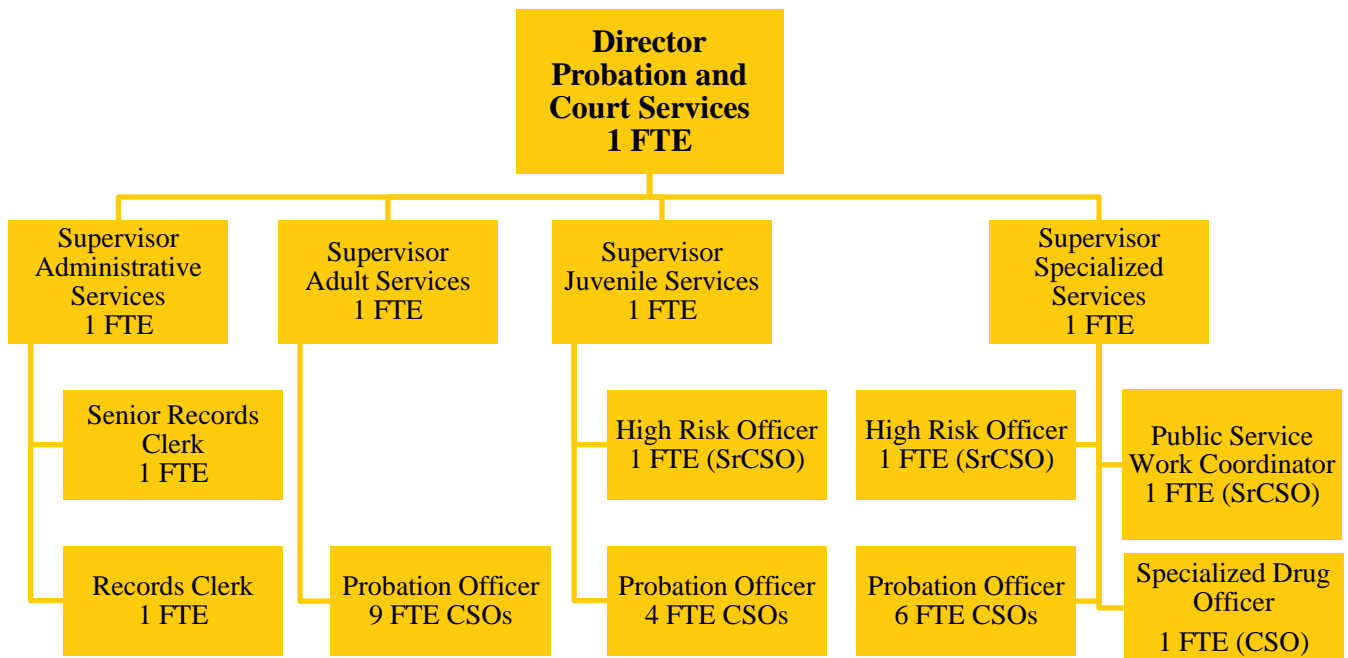 Director
Probation and
Court Services
1 FTE
Supervisor
Administrative
Services
1 FTE
Supervisor
Adult Services
1 FTE
Supervisor
Juvenile Services
1 FTE
Supervisor
Specialized
Services
1 FTE
Senior Records
Clerk
1 FTE
High Risk Officer
1 FTE (SrCSO)
High Risk Officer
1 FTE (SrCSO)
Public Service
Work Coordinator
1 FTE (SrCSO)
Records Clerk
1 FTE
Probation Officer
9 FTE CSOs
Probation Officer
4 FTE CSOs
Probation Officer
6 FTE CSOs
Specialized Drug
Officer
1 FTE (CSO)